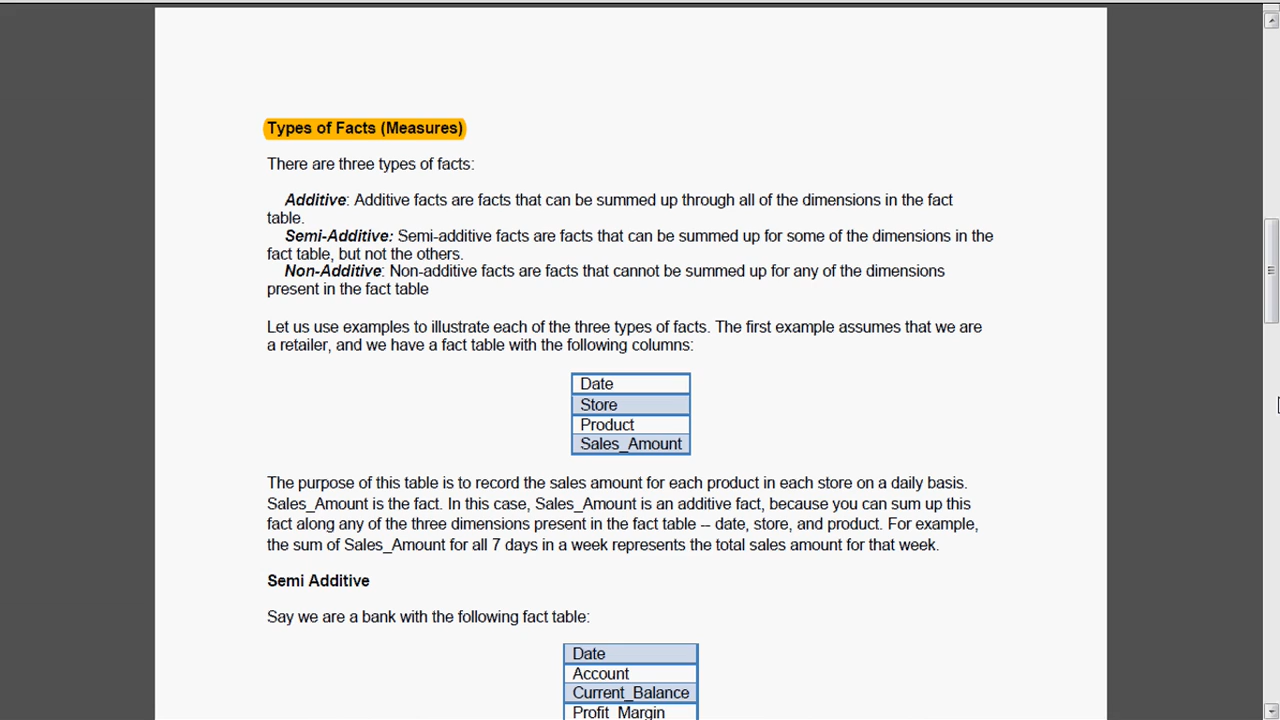 Types of Facts (Measures)
There are three types of facts:
Additive: Additive facts are facts that can be summed up through all of the dimensions in the fact
table.
Semi-Additive: Semi-additive facts are facts that can be summed up for some of the dimensions in the
fact table, but not the others.
Non-Additive: Non-additive facts are facts that cannot be summed up for any of the dimensions
present in the fact table
Let us use examples to illustrate each of the three types of facts. The first example assumes that we are
a retailer, and we have a fact table with the following columns:
Date
Store
Product
Sales_Amount
The purpose of this table is to record the sales amount for each product in each store on a daily basis.
Sales_Amount is the fact. In this case, Sales_Amount is an additive fact, because you can sum up this
fact along any of the three dimensions present in the fact table -- date, store, and product. For example,
the sum of Sales_Amount for all 7 days in a week represents the total sales amount for that week.
Semi Additive
Say we are a bank with the following fact table:
Date
Account
Current_Balance
Profit_Margin